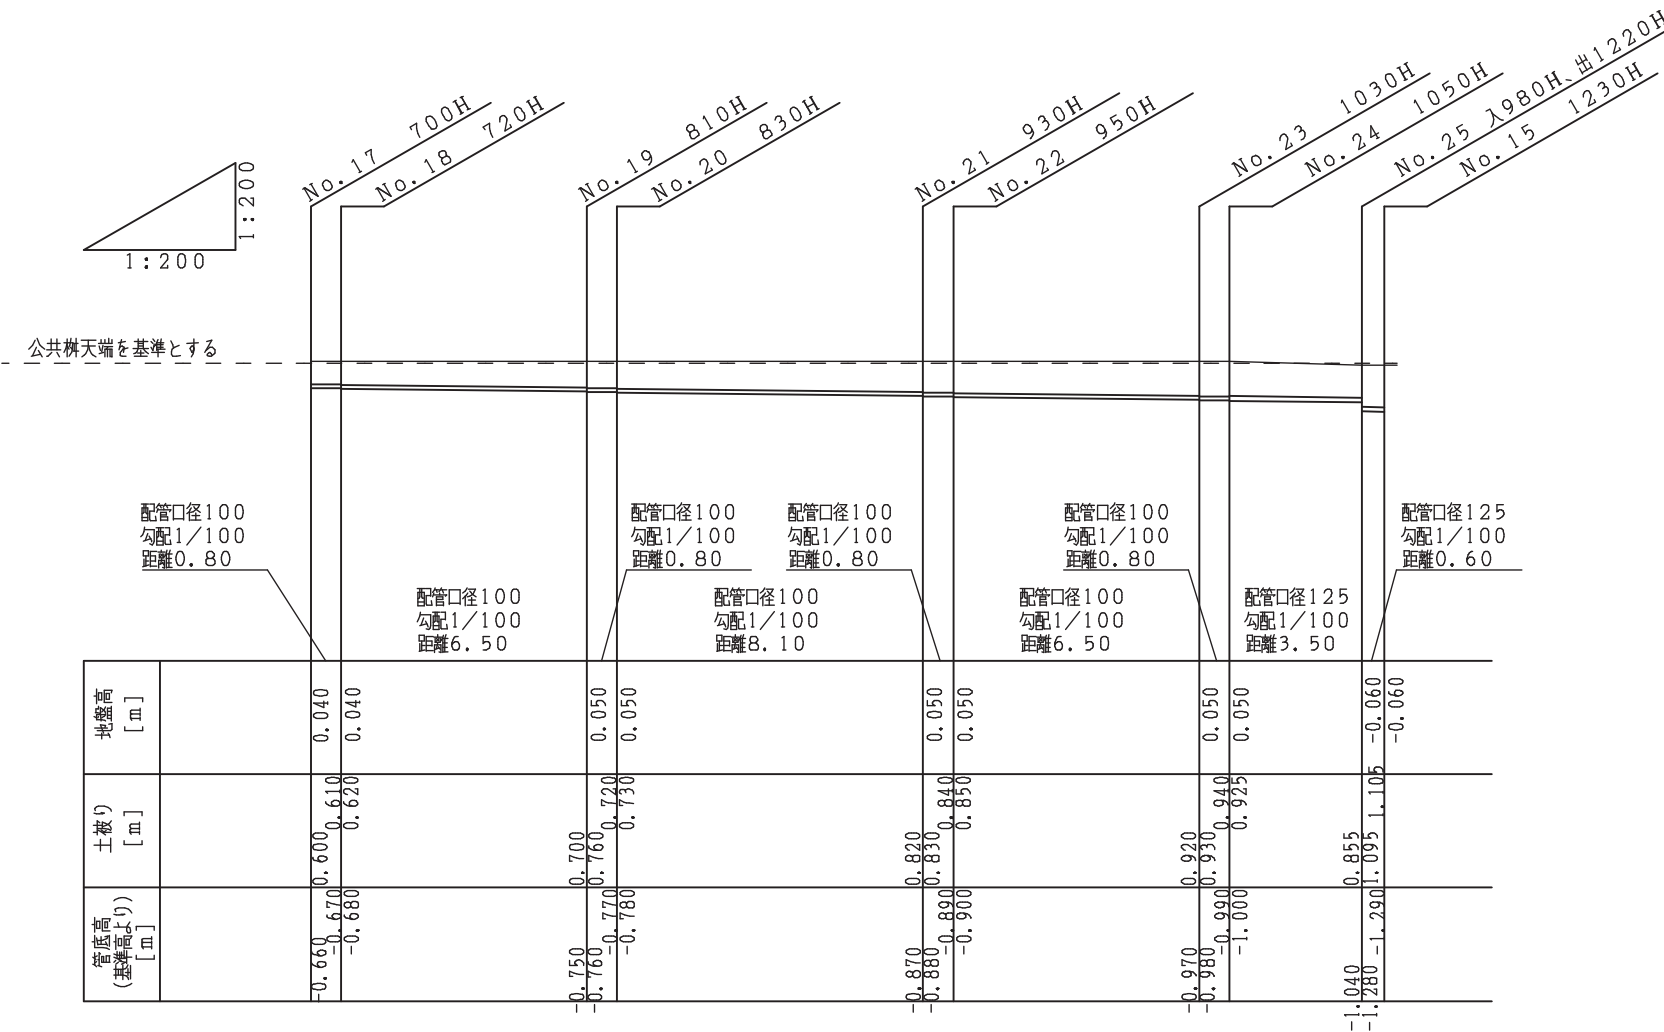 No.17 700H
No.18 720H
No.19 810H
No.20 830H
No.21 930H
No.22 950H
No.23 1030H
No.24 1050H
No.25 入980H、出1220H
No.15 1230H
1:200
1:200
公共桝天端を基準とする
配管口径100
勾配1/100
距離0.80
配管口径100
勾配1/100
距離0.80
配管口径100
勾配1/100
距離0.80
配管口径100
勾配1/100
距離0.80
配管口径125
勾配1/100
距離0.60
配管口径100
勾配1/100
距離6.50
配管口径100
勾配1/100
距離8.10
配管口径100
勾配1/100
距離6.50
配管口径125
勾配1/100
距離3.50
地盤高
[m]
0.040
0.040
0.050
0.050
0.050
0.050
0.050
0.050
-0.060
-0.060
土被り
[m]
0.600
0.610
0.620
0.700
0.760
0.720
0.730
0.820
0.830
0.840
0.850
0.920
0.930
0.940
0.925
0.855
1.095
1.105
管底高
(基準高より)
[m]
-0.660
-0.670
-0.680
-0.750
-0.760
-0.770
-0.780
-0.870
-0.880
-0.890
-0.900
-0.970
-0.980
-0.990
-1.000
-1.040
-1.280
-1.290